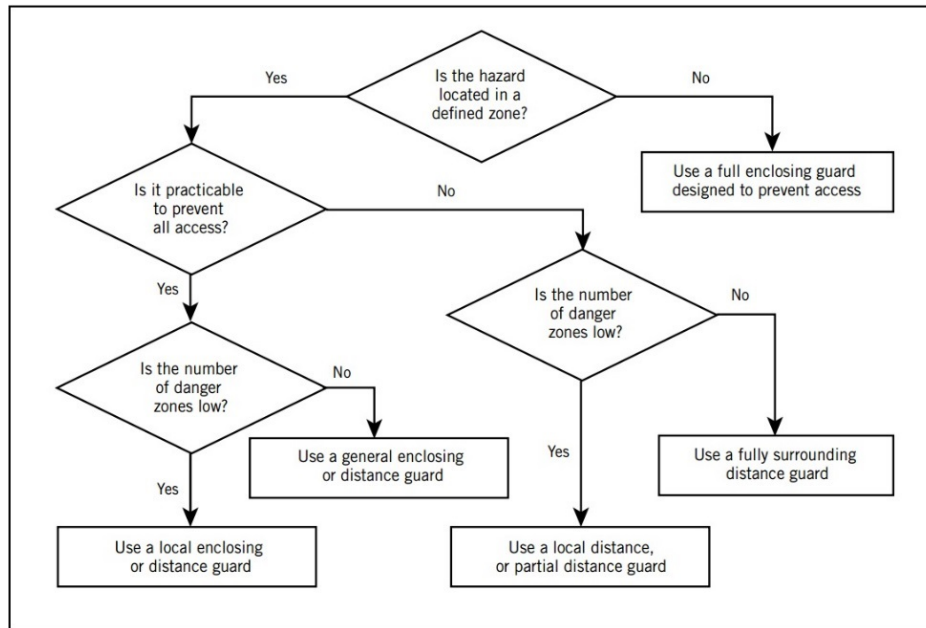 Is the hazard
located in a
defined zone?
Yes
No
Use a full enclosing guard
designed to prevent access
Is it practicable
to prevent
all access?
No
Yes
Is the number
of danger
zones low?
No
Is the number
of danger
zones low?
No
Use a general enclosing
or distance guard
Yes
Use a fully surrounding
distance guard
Yes
Use a local enclosing
or distance guard
Use a local distance,
or partial distance guard